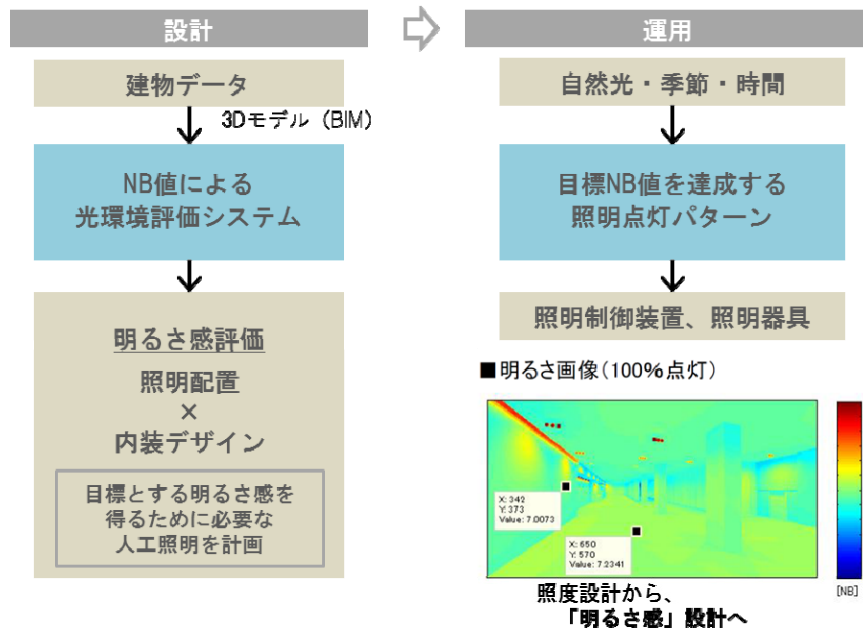 設計
建物データ
3Dモデル（BIM）
NB値による
光環境評価システム
明るさ感評価
照明配置
×
内装デザイン
目標とする明るさ感を
得るために必要な
人工照明を計画
運用
自然光・季節・時間
目標NB値を達成する
照明点灯パターン
照明制御装置、照明器具
■明るさ画像（100%点灯）
X: 342
Y: 373
Value: 7.0073
X: 650
Y: 570
Value: 7.2341
[NB]
照度設計から、
「明るさ感」設計へ